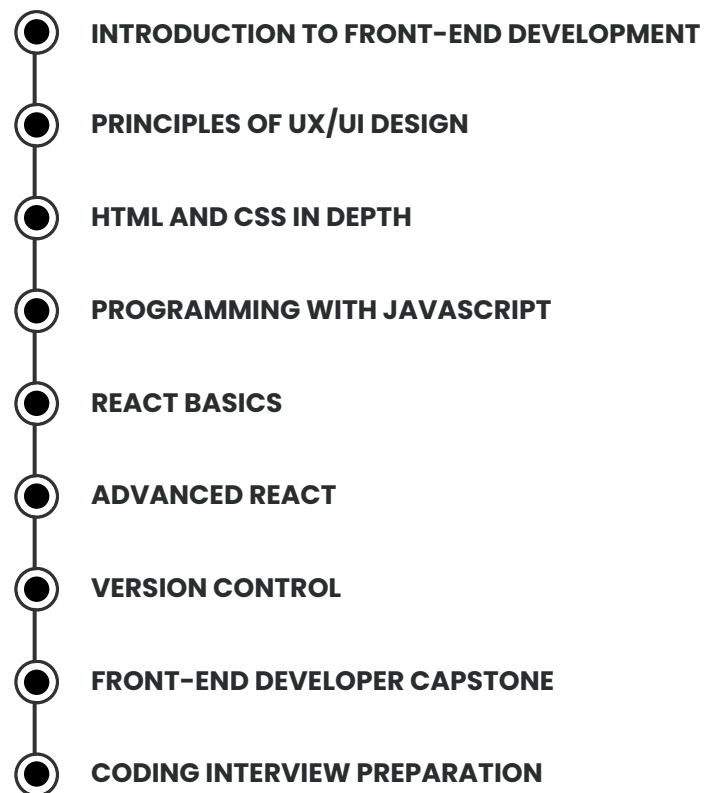 INTRODUCTION TO FRONT-END DEVELOPMENT
PRINCIPLES OF UX/UI DESIGN
HTML AND CSS IN DEPTH
PROGRAMMING WITH JAVASCRIPT
REACT BASICS
ADVANCED REACT
VERSION CONTROL
FRONT-END DEVELOPER CAPSTONE
CODING INTERVIEW PREPARATION